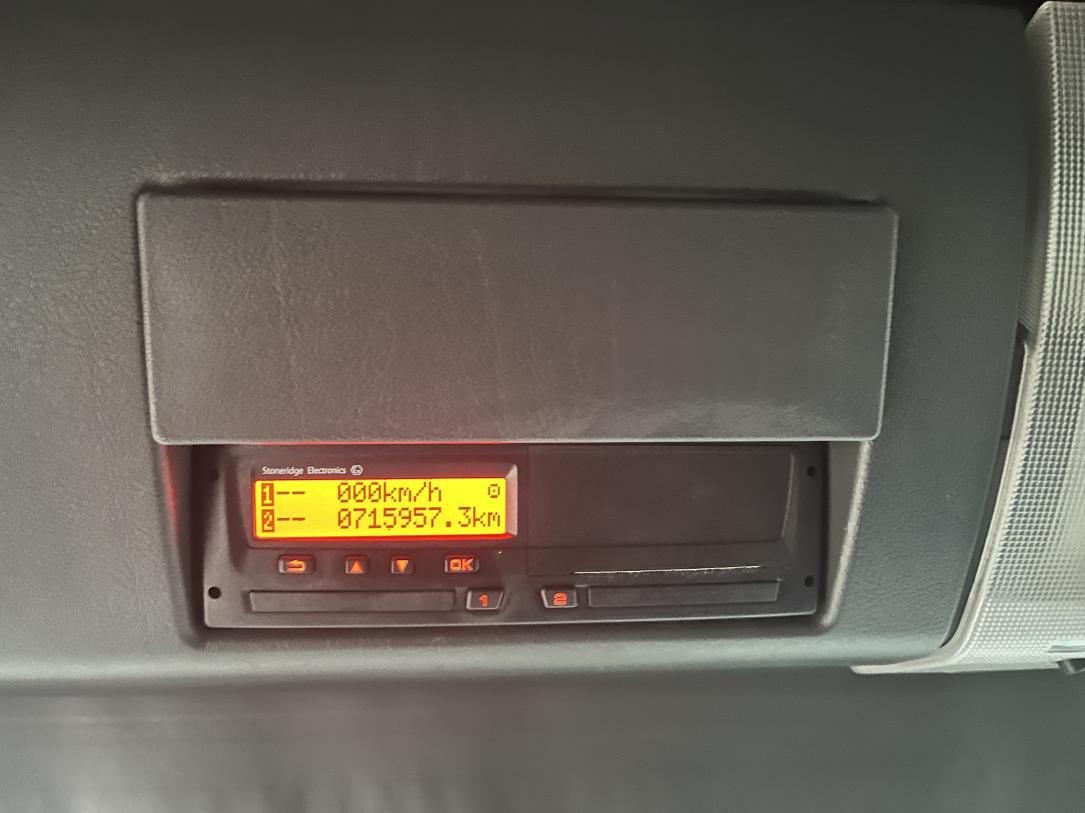 Stoneridge Electronics
1-- 000km/h
2-- 0715957.3km
OK
1
2